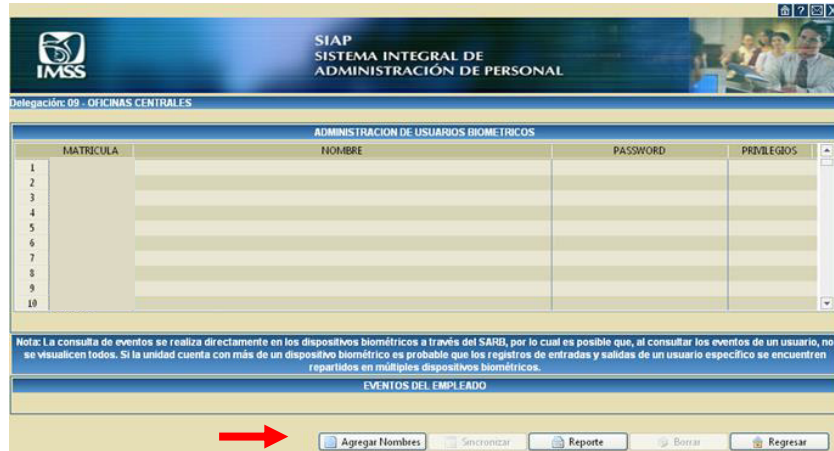 IMSS
SIAP
SISTEMA INTEGRAL DE
ADMINISTRACIÓN DE PERSONAL
Delegación: 09 - OFICINAS CENTRALES
ADMINISTRACION DE USUARIOS BIOMETRICOS
MATRICULA NOMBRE PASSWORD PRIVILEGIOS
1
2
3
4
5
6
7
8
9
10
Nota: La consulta de eventos se realiza directamente en los dispositivos biométricos a través del SARB, por lo cual es posible que, al consultar los eventos de un usuario, no
se visualicen todos. Si la unidad cuenta con más de un dispositivo biométrico es probable que los registros de entradas y salidas de un usuario específico se encuentren
repartidos en múltiples dispositivos biométricos.
EVENTOS DEL EMPLEADO
Agregar Nombres Sincronizar Reporte Borrar Regresar